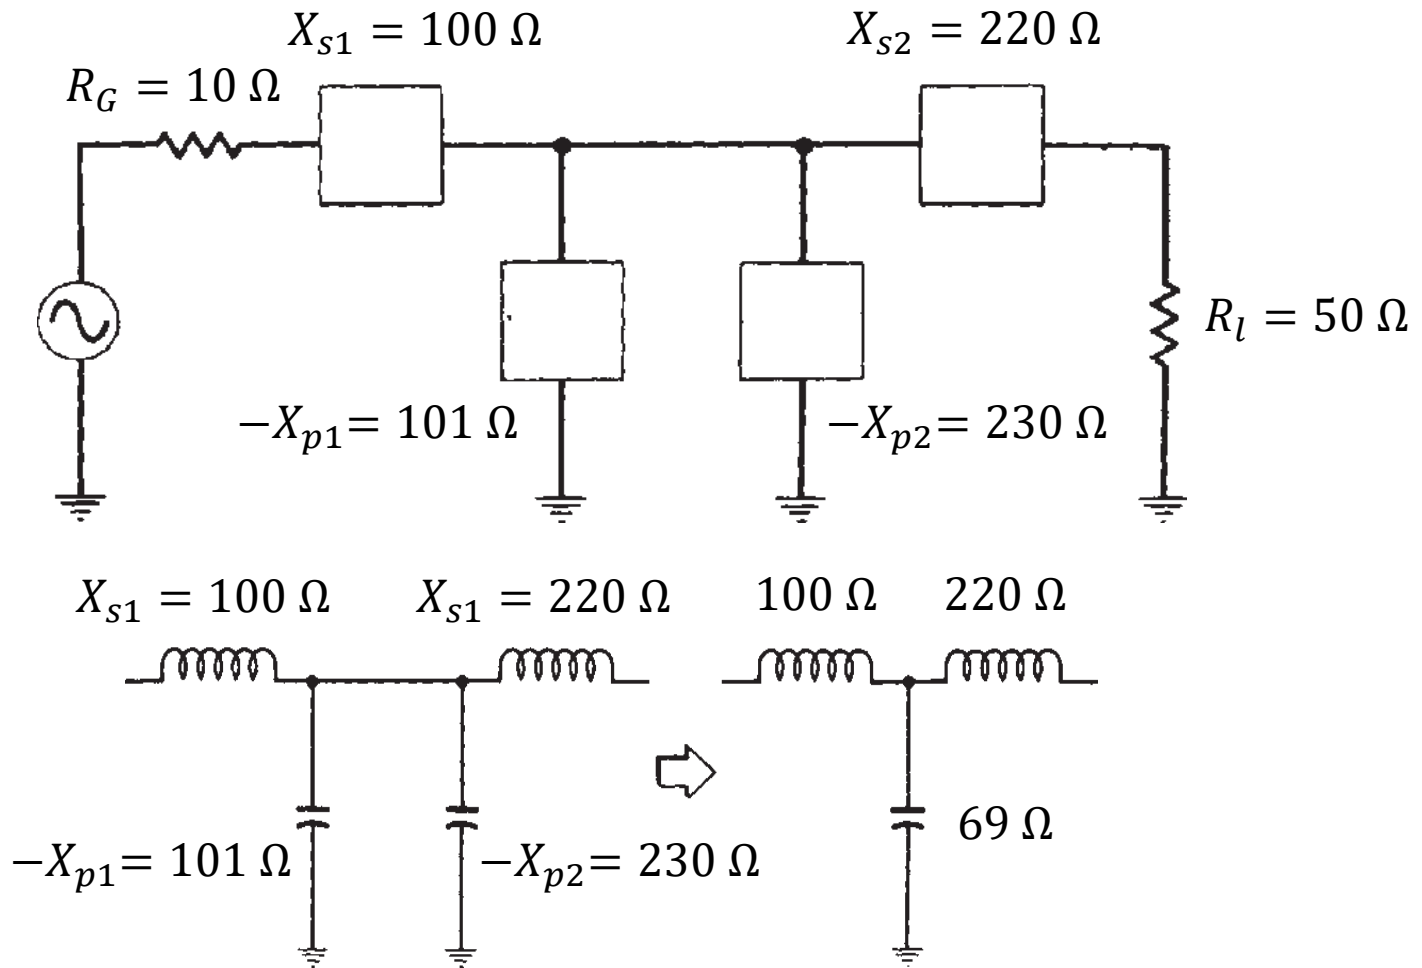 X_{s1} = 100 Ω
X_{s2} = 220 Ω
R_G = 10 Ω
R_l = 50 Ω
−X_{p1}= 101 Ω
−X_{p2}= 230 Ω
X_{s1} = 100 Ω
X_{s1} = 220 Ω
100 Ω
220 Ω
−X_{p1}= 101 Ω
−X_{p2}= 230 Ω
69 Ω